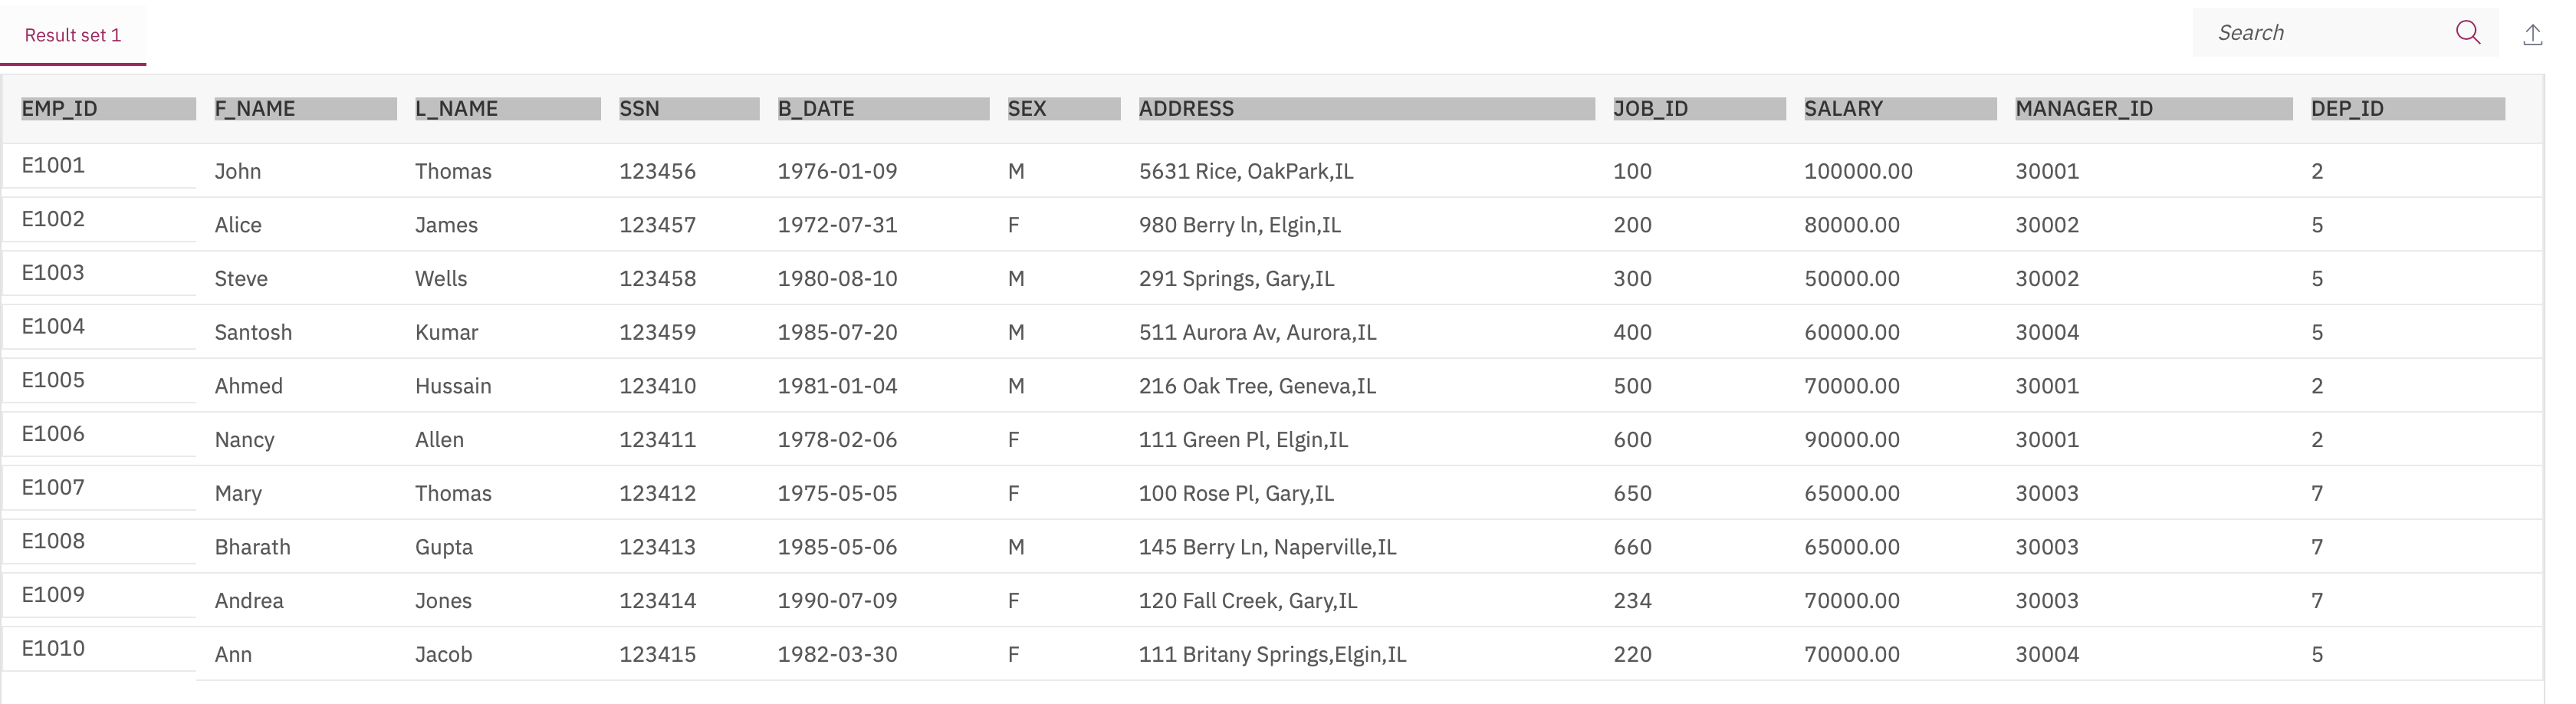 Result set 1 Search
EMP_ID F_NAME L_NAME SSN B_DATE SEX ADDRESS JOB_ID SALARY MANAGER_ID DEP_ID
E1001 John Thomas 123456 1976-01-09 M 5631 Rice, OakPark,IL 100 100000.00 30001 2
E1002 Alice James 123457 1972-07-31 F 980 Berry ln, Elgin,IL 200 80000.00 30002 5
E1003 Steve Wells 123458 1980-08-10 M 291 Springs, Gary,IL 300 50000.00 30002 5
E1004 Santosh Kumar 123459 1985-07-20 M 511 Aurora Av, Aurora,IL 400 60000.00 30004 5
E1005 Ahmed Hussain 123410 1981-01-04 M 216 Oak Tree, Geneva,IL 500 70000.00 30001 2
E1006 Nancy Allen 123411 1978-02-06 F 111 Green Pl, Elgin,IL 600 90000.00 30001 2
E1007 Mary Thomas 123412 1975-05-05 F 100 Rose Pl, Gary,IL 650 65000.00 30003 7
E1008 Bharath Gupta 123413 1985-05-06 M 145 Berry Ln, Naperville,IL 660 65000.00 30003 7
E1009 Andrea Jones 123414 1990-07-09 F 120 Fall Creek, Gary,IL 234 70000.00 30003 7
E1010 Ann Jacob 123415 1982-03-30 F 111 Britany Springs,Elgin,IL 220 70000.00 30004 5